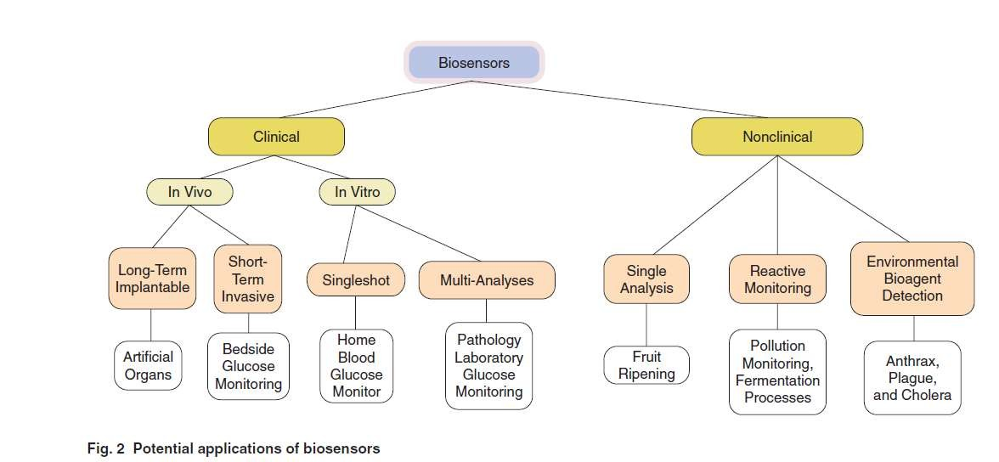 Biosensors
Clinical
Nonclinical
In Vivo
In Vitro
Long-Term
Implantable
Short-
Term
Invasive
Singleshot
Multi-Analyses
Single
Analysis
Reactive
Monitoring
Environmental
Bioagent
Detection
Artificial
Organs
Bedside
Glucose
Monitoring
Home
Blood
Glucose
Monitor
Pathology
Laboratory
Glucose
Monitoring
Fruit
Ripening
Pollution
Monitoring,
Fermentation
Processes
Anthrax,
Plague,
and Cholera
Fig. 2 Potential applications of biosensors